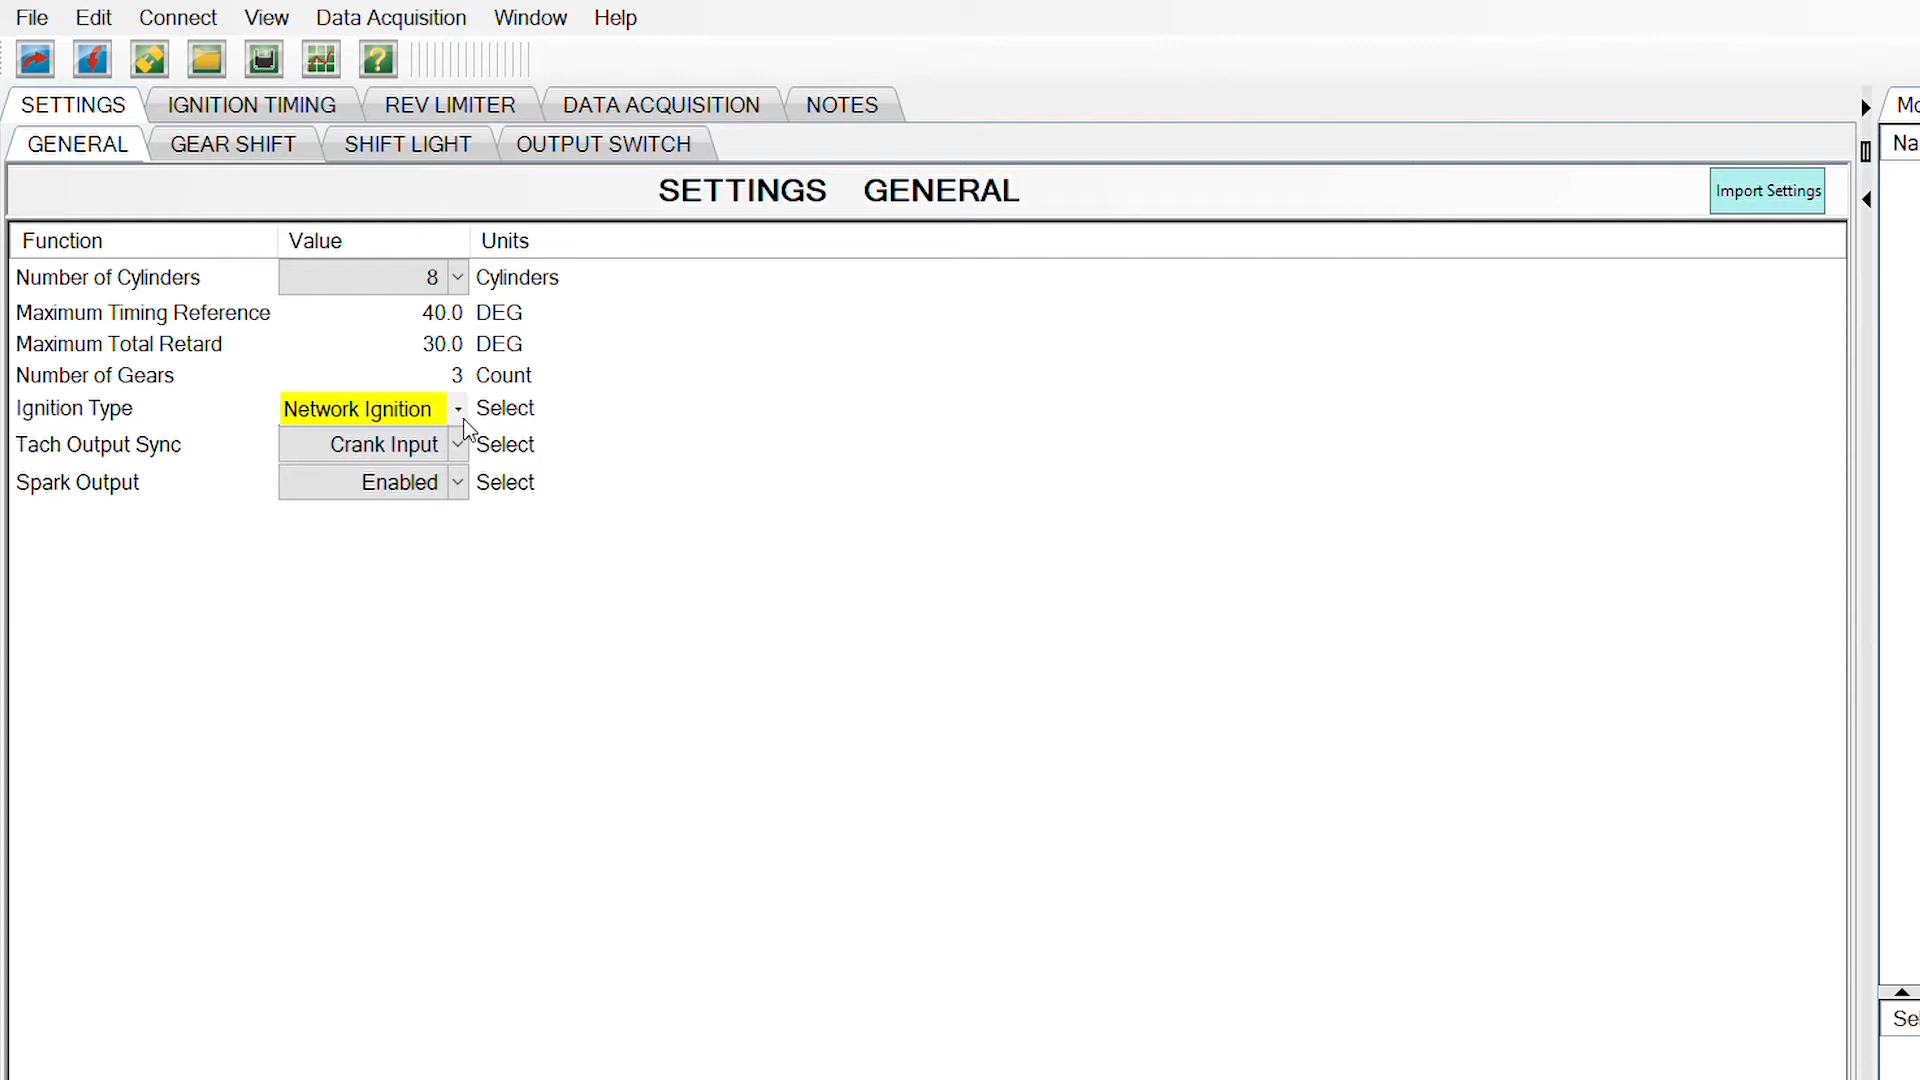 File Edit Connect View Data Acquisition Window Help
?
SETTINGS IGNITION TIMING REV LIMITER DATA ACQUISITION NOTES
GENERAL GEAR SHIFT SHIFT LIGHT OUTPUT SWITCH
SETTINGS GENERAL
Import Settings
Function Value Units
Number of Cylinders 8 Cylinders
Maximum Timing Reference 40.0 DEG
Maximum Total Retard 30.0 DEG
Number of Gears 3 Count
Ignition Type Network Ignition Select
Tach Output Sync Crank Input Select
Spark Output Enabled Select
Mo
Na
Sel